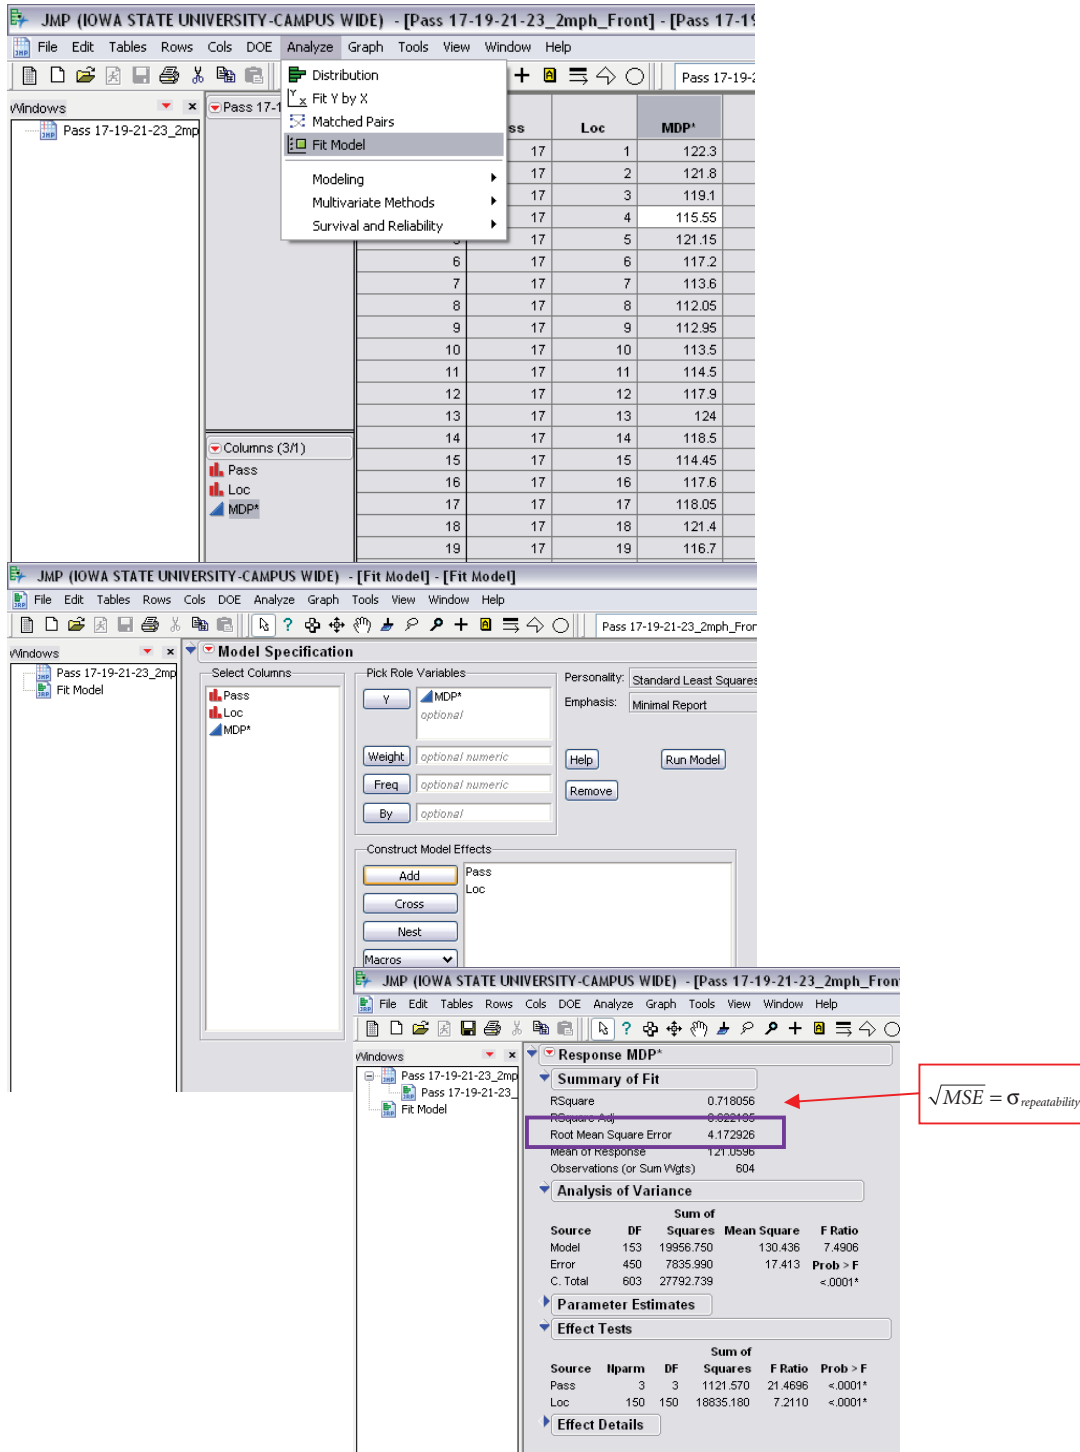 JMP (IOWA STATE UNIVERSITY-CAMPUS WIDE) - [Pass 17-19-21-23_2mph_Front] - [Pass 17-19
File Edit Tables Rows Cols DOE Analyze Graph Tools View Window Help
Pass 17-19-2
Windows
Pass 17-19-21-23_2mp
Pass 17-1
Distribution
Fit Y by X
Matched Pairs
Fit Model
Modeling
Multivariate Methods
Survival and Reliability
ss Loc MDP*
17 1 122.3
17 2 121.8
17 3 119.1
17 4 115.55
5 17 5 121.15
6 17 6 117.2
7 17 7 113.6
8 17 8 112.05
9 17 9 112.95
10 17 10 113.5
11 17 11 114.5
12 17 12 117.9
13 17 13 124
14 17 14 118.5
15 17 15 114.45
16 17 16 117.6
17 17 17 118.05
18 17 18 121.4
19 17 19 116.7
Columns (3/1)
Pass
Loc
MDP*
JMP (IOWA STATE UNIVERSITY-CAMPUS WIDE) - [Fit Model] - [Fit Model]
File Edit Tables Rows Cols DOE Analyze Graph Tools View Window Help
Pass 17-19-21-23_2mph_Fron
Windows
Pass 17-19-21-23_2mp
Fit Model
Model Specification
Select Columns
Pass
Loc
MDP*
Pick Role Variables
Y MDP*
optional
Weight optional numeric
Freq optional numeric
By optional
Personality: Standard Least Squares
Emphasis: Minimal Report
Help Run Model
Remove
Construct Model Effects
Add
Cross
Nest
Macros
Pass
Loc
JMP (IOWA STATE UNIVERSITY-CAMPUS WIDE) - [Pass 17-19-21-23_2mph_Fron
File Edit Tables Rows Cols DOE Analyze Graph Tools View Window Help
Windows
Pass 17-19-21-23_2mp
Pass 17-19-21-23_
Fit Model
Response MDP*
Summary of Fit
RSquare 0.718056
RSquare Adj 0.622195
Root Mean Square Error 4.172926
Mean of Response 121.0596
Observations (or Sum Wgts) 604
√MSE = σ repeatability
Analysis of Variance
Sum of
Source DF Squares Mean Square F Ratio
Model 153 19956.750 130.436 7.4906
Error 450 7835.990 17.413 Prob > F
C. Total 603 27792.739 <.0001*
Parameter Estimates
Effect Tests
Sum of
Source Nparm DF Squares F Ratio Prob > F
Pass 3 3 1121.570 21.4696 <.0001*
Loc 150 150 18835.180 7.2110 <.0001*
Effect Details